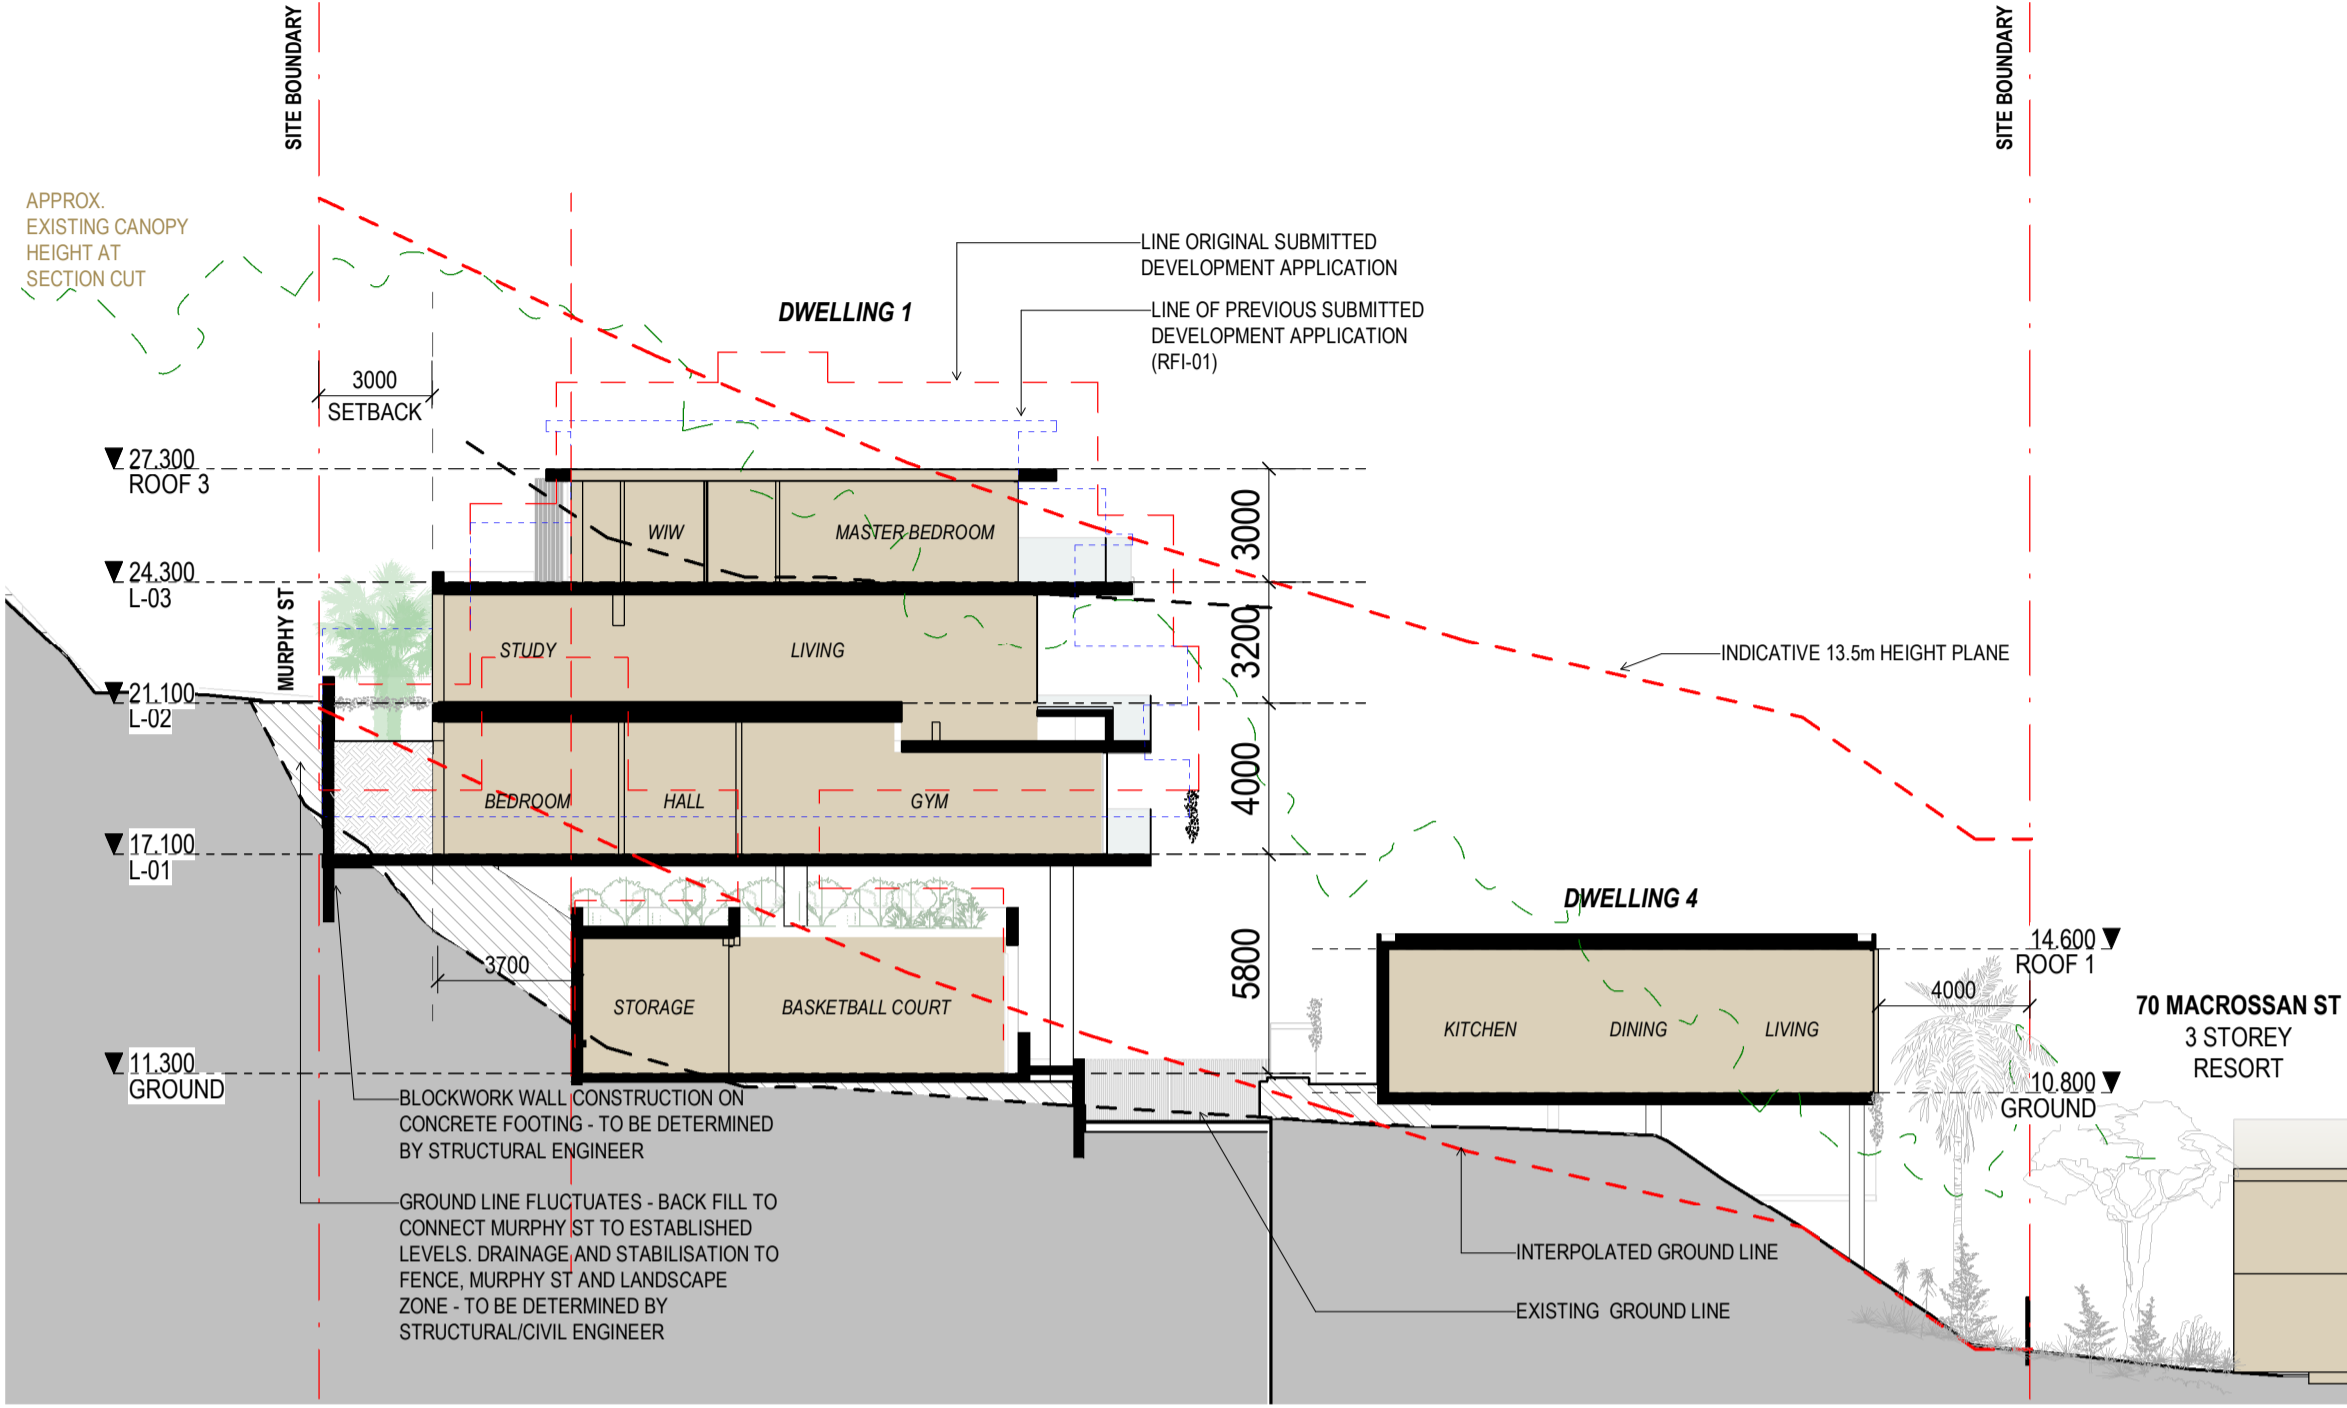 SITE BOUNDARY
SITE BOUNDARY
APPROX.
EXISTING CANOPY
HEIGHT AT
SECTION CUT
LINE ORIGINAL SUBMITTED
DEVELOPMENT APPLICATION
DWELLING 1
LINE OF PREVIOUS SUBMITTED
DEVELOPMENT APPLICATION
(RFI-01)
3000
SETBACK
27.300
ROOF 3
WIW
MASTER BEDROOM
3000
24.300
L-03
MURPHY ST
STUDY
LIVING
3200
INDICATIVE 13.5m HEIGHT PLANE
21.100
L-02
BEDROOM
HALL
GYM
4000
17.100
L-01
DWELLING 4
3700
5800
14.600
ROOF 1
4000
STORAGE
BASKETBALL COURT
KITCHEN
DINING
LIVING
70 MACROSSAN ST
3 STOREY
RESORT
11.300
GROUND
10.800
GROUND
BLOCKWORK WALL CONSTRUCTION ON
CONCRETE FOOTING - TO BE DETERMINED
BY STRUCTURAL ENGINEER
GROUND LINE FLUCTUATES - BACK FILL TO
CONNECT MURPHY ST TO ESTABLISHED
LEVELS. DRAINAGE AND STABILISATION TO
FENCE, MURPHY ST AND LANDSCAPE
ZONE - TO BE DETERMINED BY
STRUCTURAL/CIVIL ENGINEER
INTERPOLATED GROUND LINE
EXISTING GROUND LINE